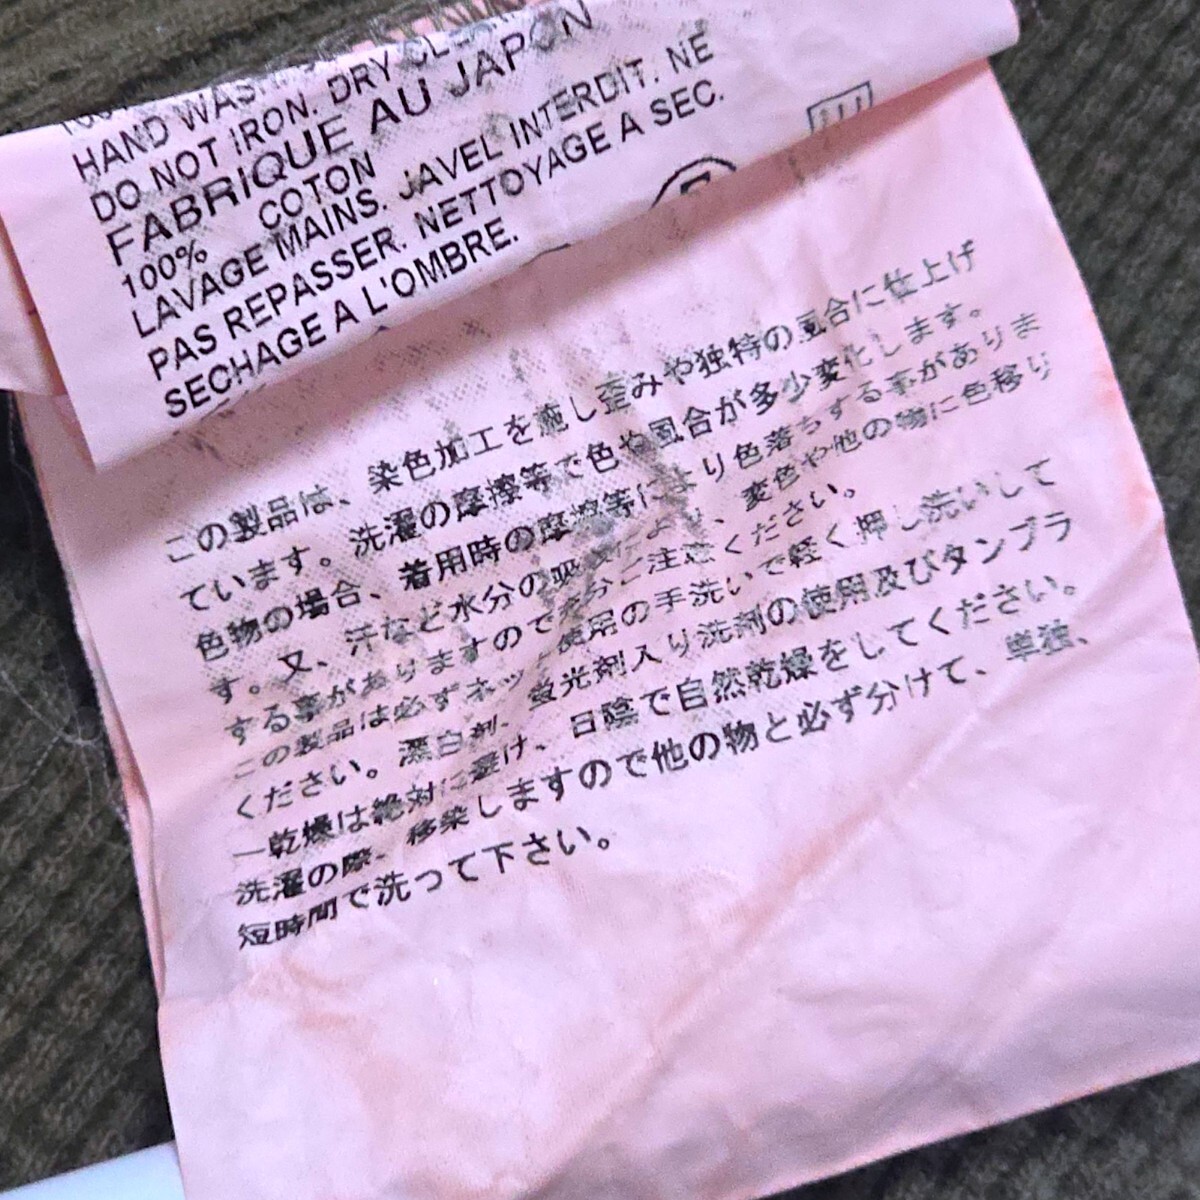 HAND WASH
DO NOT IRON. DRY CLEAN
FABRIQUE AU JAPON
100% COTON
LAVAGE MAINS. JAVEL INTERDIT. NE
PAS REPASSER. NETTOYAGE A SEC.
SECHAGE A L'OMBRE.
この製品は、染色加工を施し歪みや独特の風合に仕上げ
ています。洗濯の摩擦等で色や風合が多少変化します。
色物の場合、着用時の摩擦等により色落ちする事がありま
す。又、汗など水分の吸収により、変色や他の物に色移り
する事がありますので充分ご注意ください。
この製品は必ずネット使用の手洗いで軽く押し洗いして
ください。漂白剤、蛍光剤入り洗剤の使用及びタンブラ
ー乾燥は絶対に避け、日陰で自然乾燥をしてください。
洗濯の際、移染しますので他の物と必ず分けて、単独、
短時間で洗って下さい。